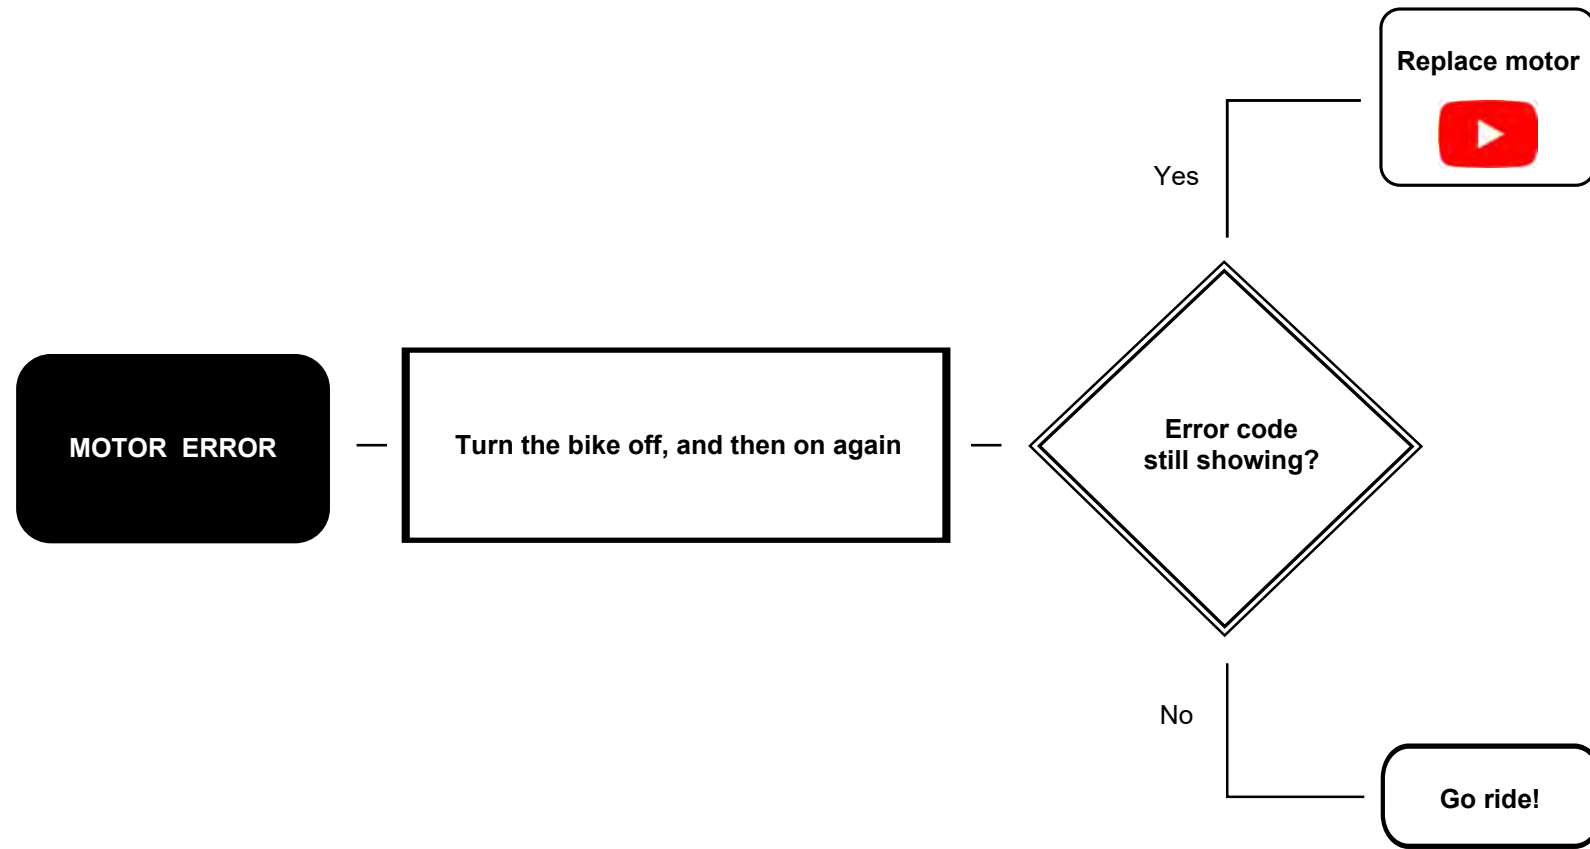 Replace motor
Yes
MOTOR ERROR
Turn the bike off, and then on again
Error code
still showing?
No
Go ride!